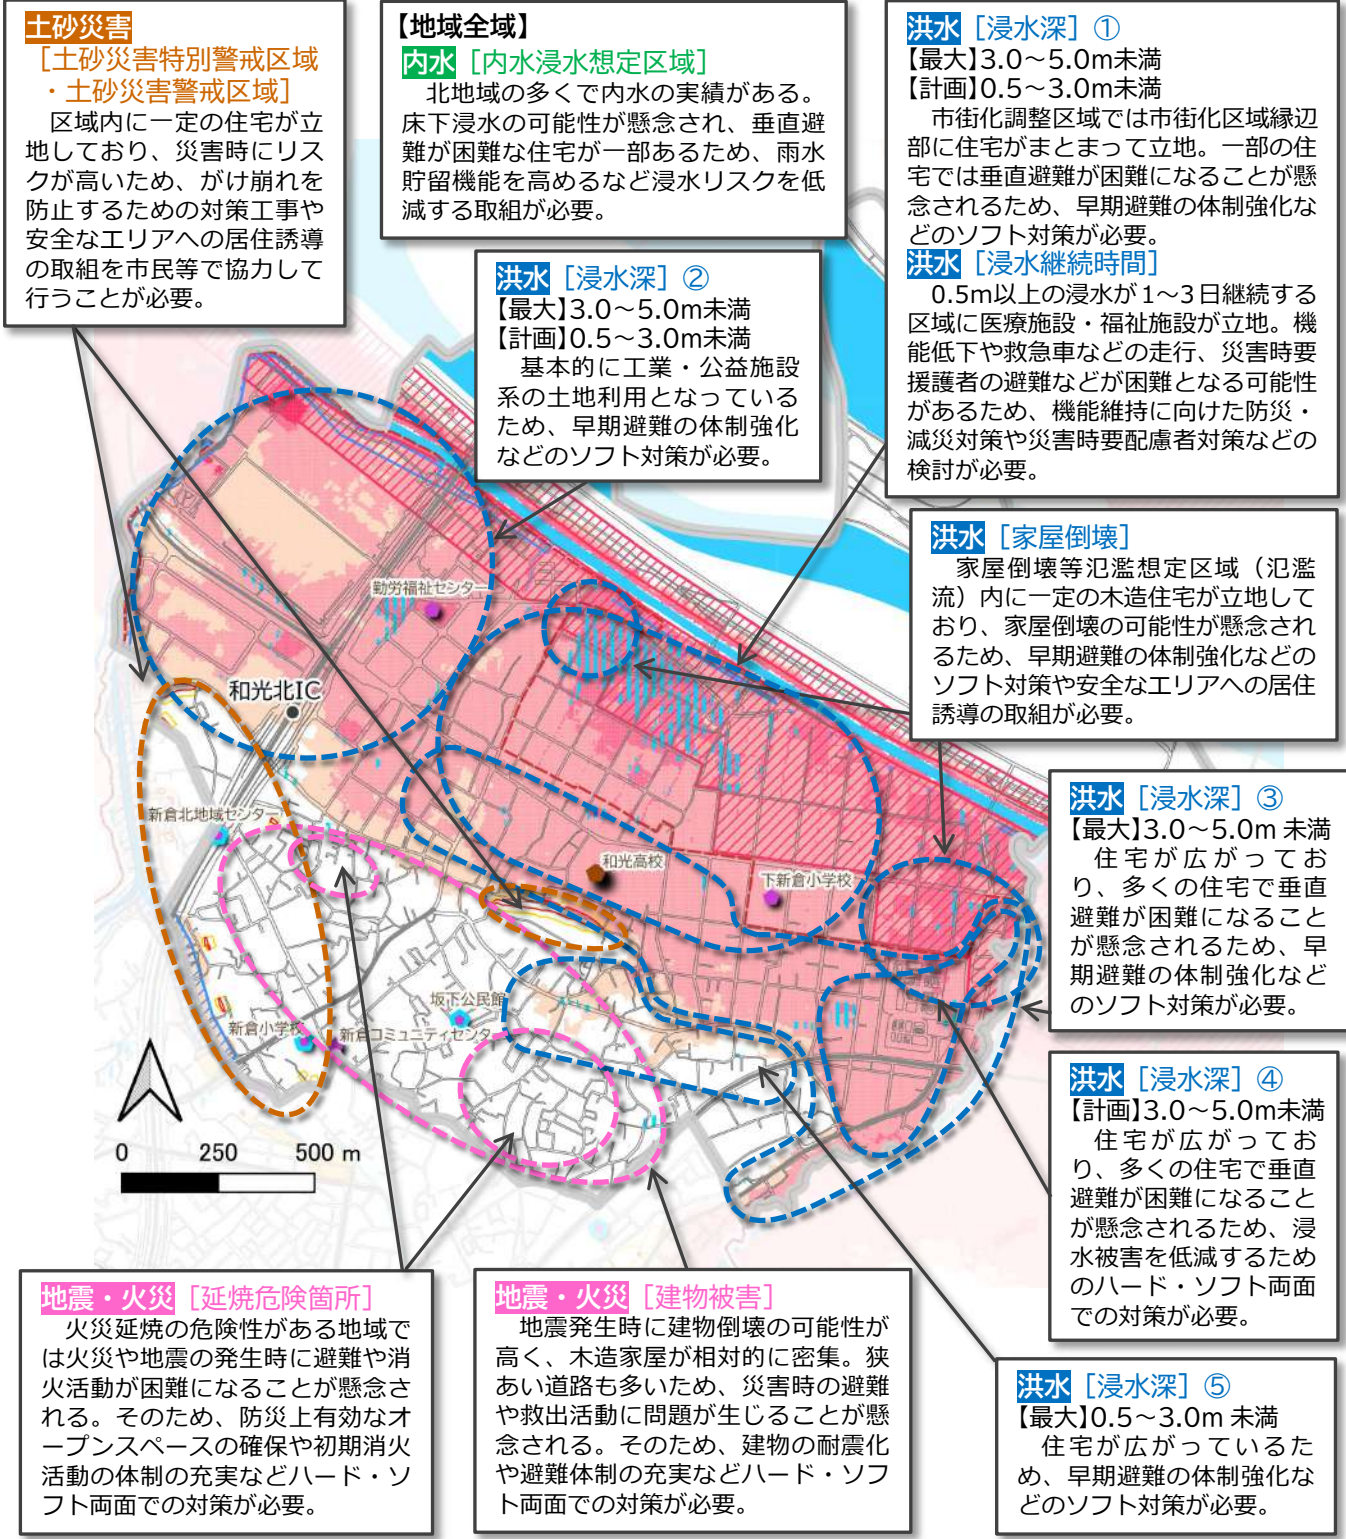 土砂災害
［土砂災害特別警戒区域
・土砂災害警戒区域］
区域内に一定の住宅が立
地しており、災害時にリス
クが高いため、がけ崩れを
防止するための対策工事や
安全なエリアへの居住誘導
の取組を市民等で協力して
行うことが必要。
【地域全域】
内水［内水浸水想定区域］
北地域の多くで内水の実績がある。
床下浸水の可能性が懸念され、垂直避
難が困難な住宅が一部あるため、雨水
貯留機能を高めるなど浸水リスクを低
減する取組が必要。
洪水［浸水深］①
【最大】3.0～5.0m未満
【計画】0.5～3.0m未満
市街化調整区域では市街化区域縁辺
部に住宅がまとまって立地。一部の住
宅では垂直避難が困難になることが懸
念されるため、早期避難の体制強化な
どのソフト対策が必要。
洪水［浸水継続時間］
0.5m以上の浸水が1～3日継続する
区域に医療施設・福祉施設が立地。機
能低下や救急車などの走行、災害時要
援護者の避難などが困難となる可能性
があるため、機能維持に向けた防災・
減災対策や災害時要配慮者対策などの
検討が必要。
洪水［浸水深］②
【最大】3.0～5.0m未満
【計画】0.5～3.0m未満
基本的に工業・公益施設
系の土地利用となっている
ため、早期避難の体制強化
などのソフト対策が必要。
洪水［家屋倒壊］
家屋倒壊等氾濫想定区域（氾濫
流）内に一定の木造住宅が立地して
おり、家屋倒壊の可能性が懸念され
るため、早期避難の体制強化などの
ソフト対策や安全なエリアへの居住
誘導の取組が必要。
勤労福祉センター
和光北IC
新倉北地域センター
和光高校
下新倉小学校
坂下公民館
新倉小学校
新倉コミュニティセンター
0 250 500 m
洪水［浸水深］③
【最大】3.0～5.0m 未満
住宅が広がってお
り、多くの住宅で垂直
避難が困難になること
が懸念されるため、早
期避難の体制強化など
のソフト対策が必要。
洪水［浸水深］④
【計画】3.0～5.0m未満
住宅が広がってお
り、多くの住宅で垂直
避難が困難になること
が懸念されるため、浸
水被害を低減するため
のハード・ソフト両面
での対策が必要。
地震・火災［延焼危険箇所］
火災延焼の危険性がある地域で
は火災や地震の発生時に避難や消
火活動が困難になることが懸念さ
れる。そのため、防災上有効なオ
ープンスペースの確保や初期消火
活動の体制の充実などハード・ソ
フト両面での対策が必要。
地震・火災［建物被害］
地震発生時に建物倒壊の可能性が
高く、木造家屋が相対的に密集。狭
あい道路も多いため、災害時の避難
や救出活動に問題が生じることが懸
念される。そのため、建物の耐震化
や避難体制の充実などハード・ソフ
ト両面での対策が必要。
洪水［浸水深］⑤
【最大】0.5～3.0m 未満
住宅が広がっているた
め、早期避難の体制強化な
どのソフト対策が必要。